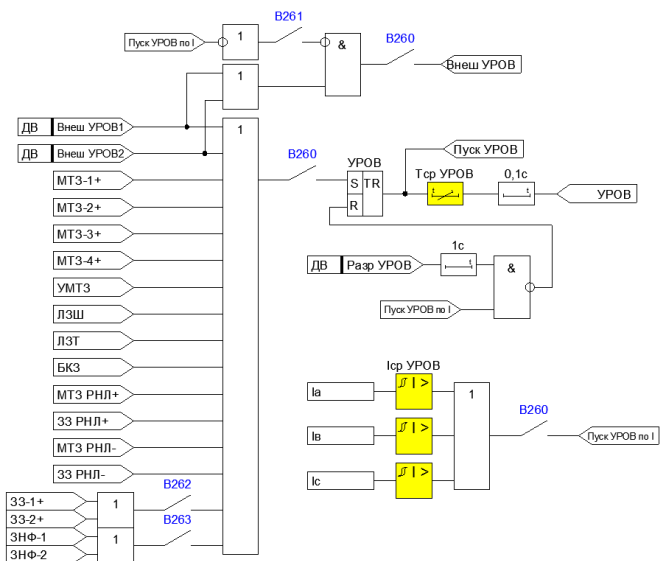 B261
Пуск УРОВ по I
1
&
B260
Внеш УРОВ
1
ДВ Внеш УРОВ1
1
ДВ Внеш УРОВ2
B260
УРОВ
S TR
R
Пуск УРОВ
Тср УРОВ
t
0,1с
t
УРОВ
МТЗ-1+
МТЗ-2+
МТЗ-3+
МТЗ-4+
УМТЗ
ЛЗШ
ЛЗТ
БКЗ
МТЗ РНЛ+
ЗЗ РНЛ+
МТЗ РНЛ-
ЗЗ РНЛ-
1с
ДВ Разр УРОВ
t
&
Пуск УРОВ по I
Iср УРОВ
Iа
I >
1
B260
Iв
I >
Пуск УРОВ по I
Iс
I >
B262
ЗЗ-1+
1
ЗЗ-2+
B263
ЗНФ-1
1
ЗНФ-2